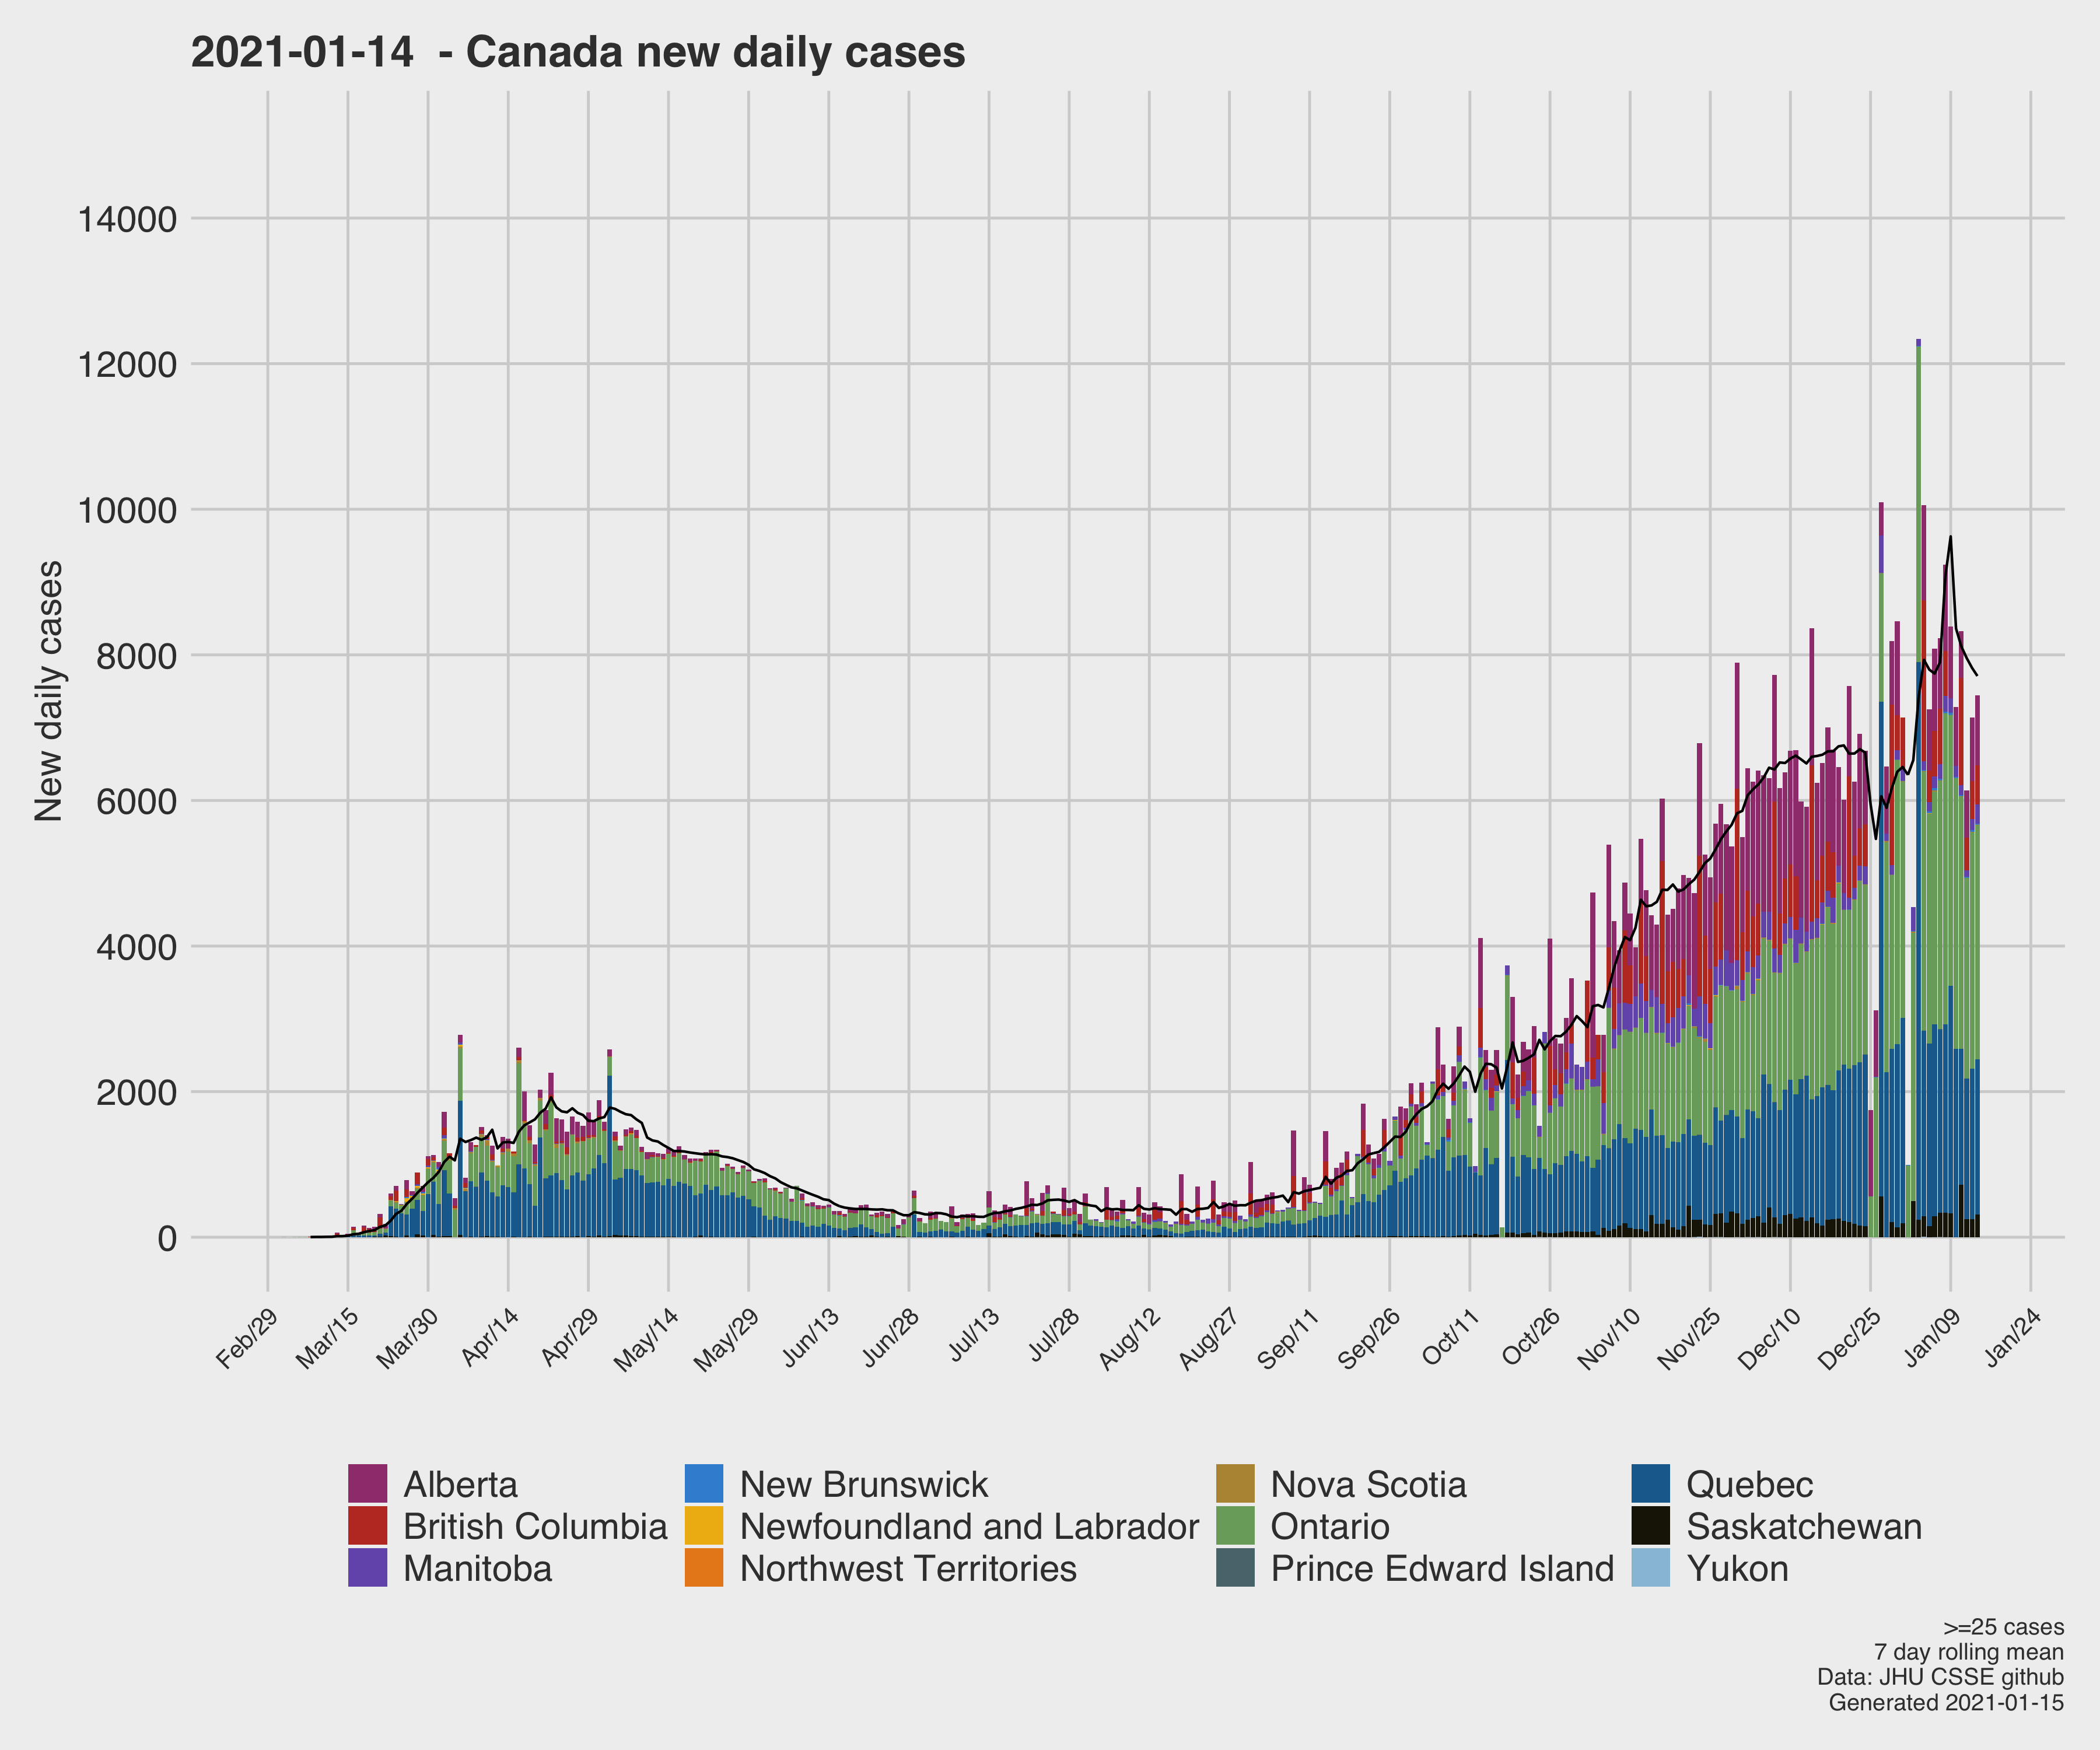 2021-01-14 - Canada new daily cases
New daily cases
14000
12000
10000
8000
6000
4000
2000
0
Feb/29 Mar/15 Mar/30 Apr/14 Apr/29 May/14 May/29 Jun/13 Jun/28 Jul/13 Jul/28 Aug/12 Aug/27 Sep/11 Sep/26 Oct/11 Oct/26 Nov/10 Nov/25 Dec/10 Dec/25 Jan/09 Jan/24
Alberta New Brunswick Nova Scotia Quebec
British Columbia Newfoundland and Labrador Ontario Saskatchewan
Manitoba Northwest Territories Prince Edward Island Yukon
>=25 cases
7 day rolling mean
Data: JHU CSSE github
Generated 2021-01-15